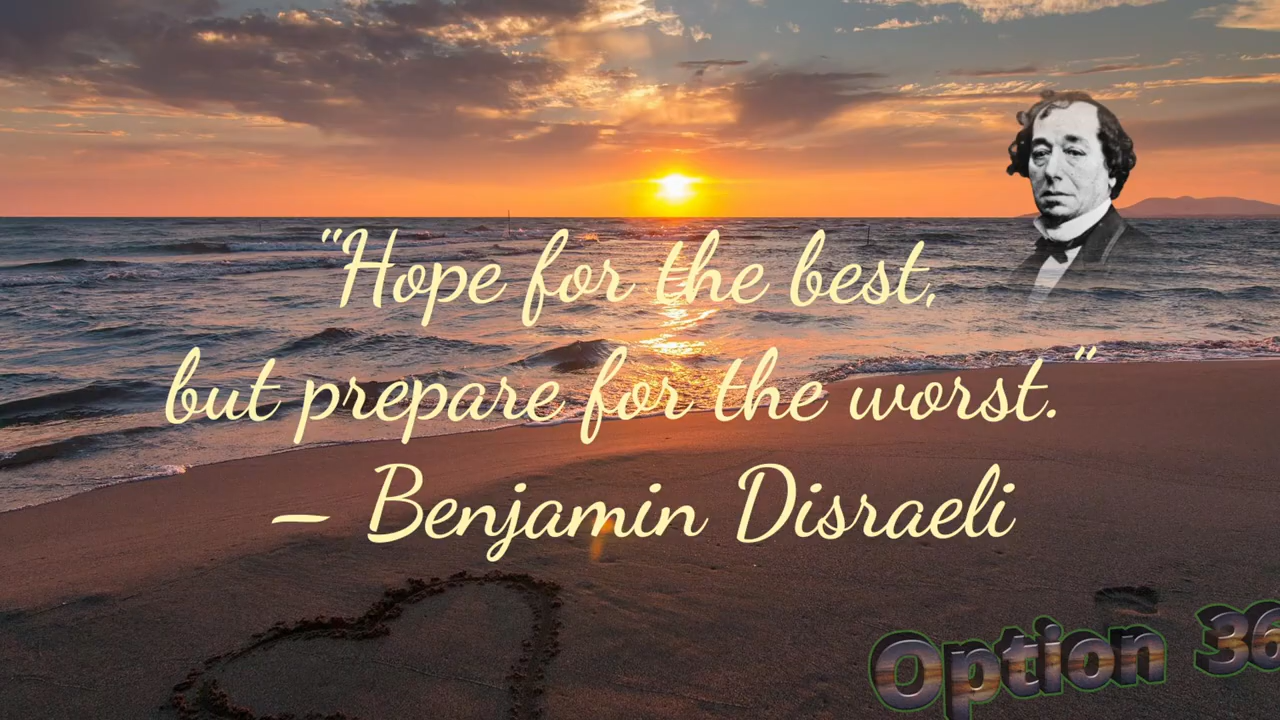 “Hope for the best,
but prepare for the worst.”
– Benjamin Disraeli
Option 36